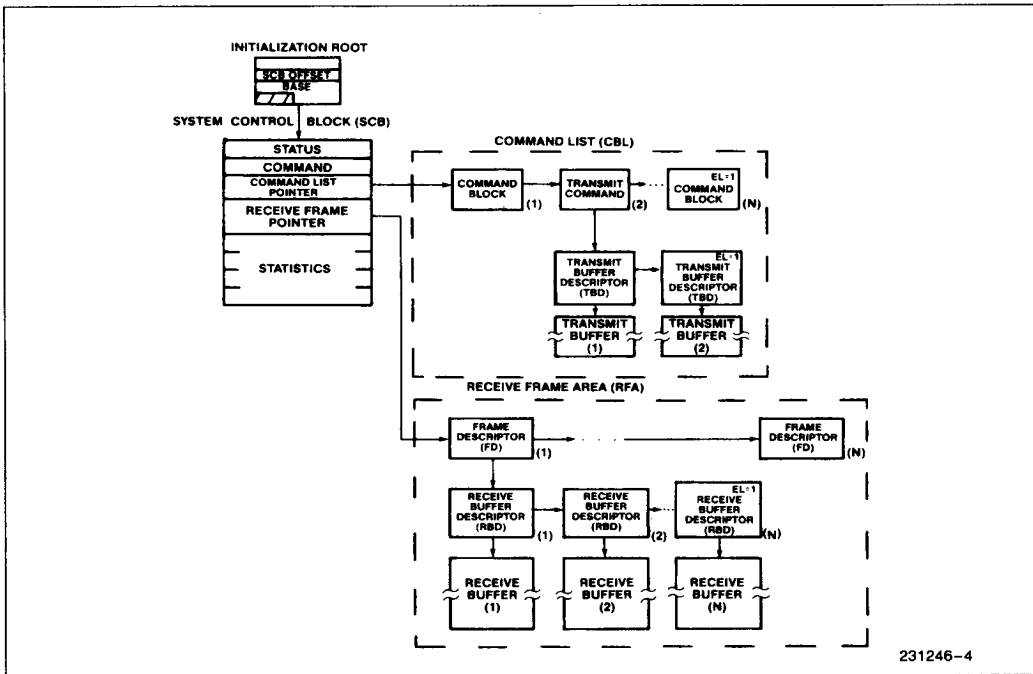 INITIALIZATION ROOT
SCB OFFSET
BASE
SYSTEM CONTROL BLOCK (SCB)
STATUS
COMMAND
COMMAND LIST
POINTER
RECEIVE FRAME
POINTER
STATISTICS
COMMAND LIST (CBL)
COMMAND
BLOCK
(1)
TRANSMIT
COMMAND
(2)
EL=1
COMMAND
BLOCK
(N)
TRANSMIT
BUFFER
DESCRIPTOR
(TBD)
EL=1
TRANSMIT
BUFFER
DESCRIPTOR
(TBD)
TRANSMIT
BUFFER
(1)
TRANSMIT
BUFFER
(2)
RECEIVE FRAME AREA (RFA)
FRAME
DESCRIPTOR
(FD)
(1)
FRAME
DESCRIPTOR
(FD)
(N)
RECEIVE
BUFFER
DESCRIPTOR
(RBD)
(1)
RECEIVE
BUFFER
DESCRIPTOR
(RBD)
(2)
EL=1
RECEIVE
BUFFER
DESCRIPTOR
(RBD)
(N)
RECEIVE
BUFFER
(1)
RECEIVE
BUFFER
(2)
RECEIVE
BUFFER
(N)
231246-4